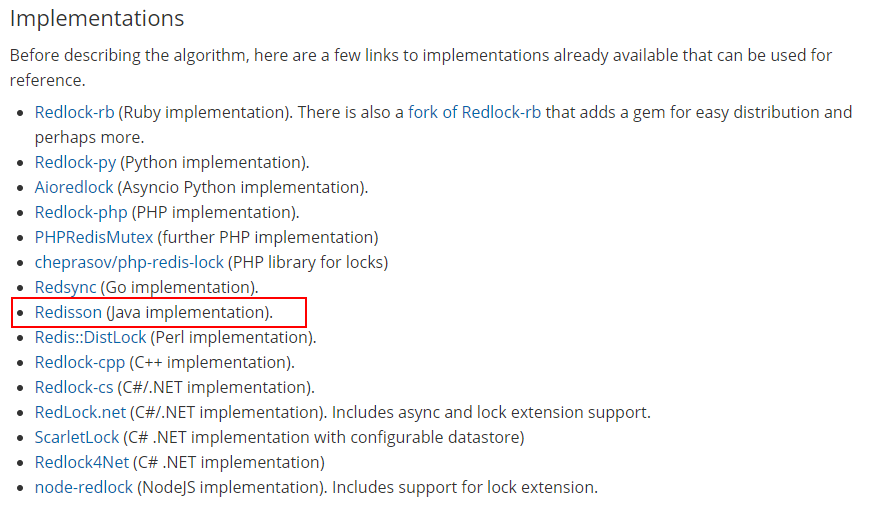 Implementations
Before describing the algorithm, here are a few links to implementations already available that can be used for
reference.
Redlock-rb (Ruby implementation). There is also a fork of Redlock-rb that adds a gem for easy distribution and
perhaps more.
Redlock-py (Python implementation).
Aioredlock (Asyncio Python implementation).
Redlock-php (PHP implementation).
PHPRedisMutex (further PHP implementation)
cheprasov/php-redis-lock (PHP library for locks)
Redsync (Go implementation).
Redisson (Java implementation).
Redis::DistLock (Perl implementation).
Redlock-cpp (C++ implementation).
Redlock-cs (C#/.NET implementation).
RedLock.net (C#/.NET implementation). Includes async and lock extension support.
ScarletLock (C# .NET implementation with configurable datastore)
Redlock4Net (C# .NET implementation)
node-redlock (NodeJS implementation). Includes support for lock extension.